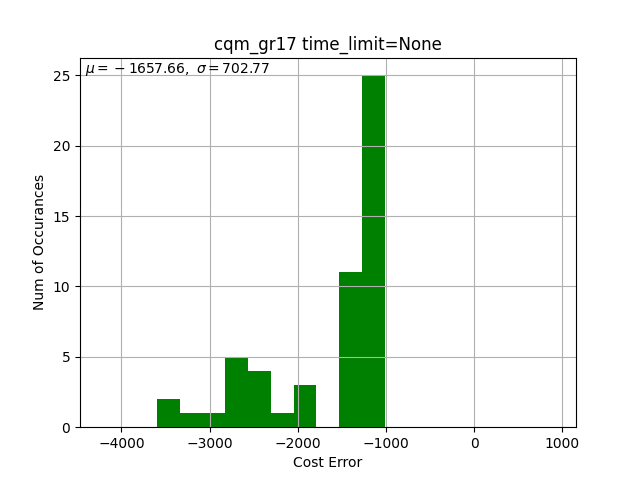 cqm_gr17 time_limit=None
μ = −1657.66, σ = 702.77
25
20
15
10
5
0
Num of Occurances
−4000 −3000 −2000 −1000 0 1000
Cost Error